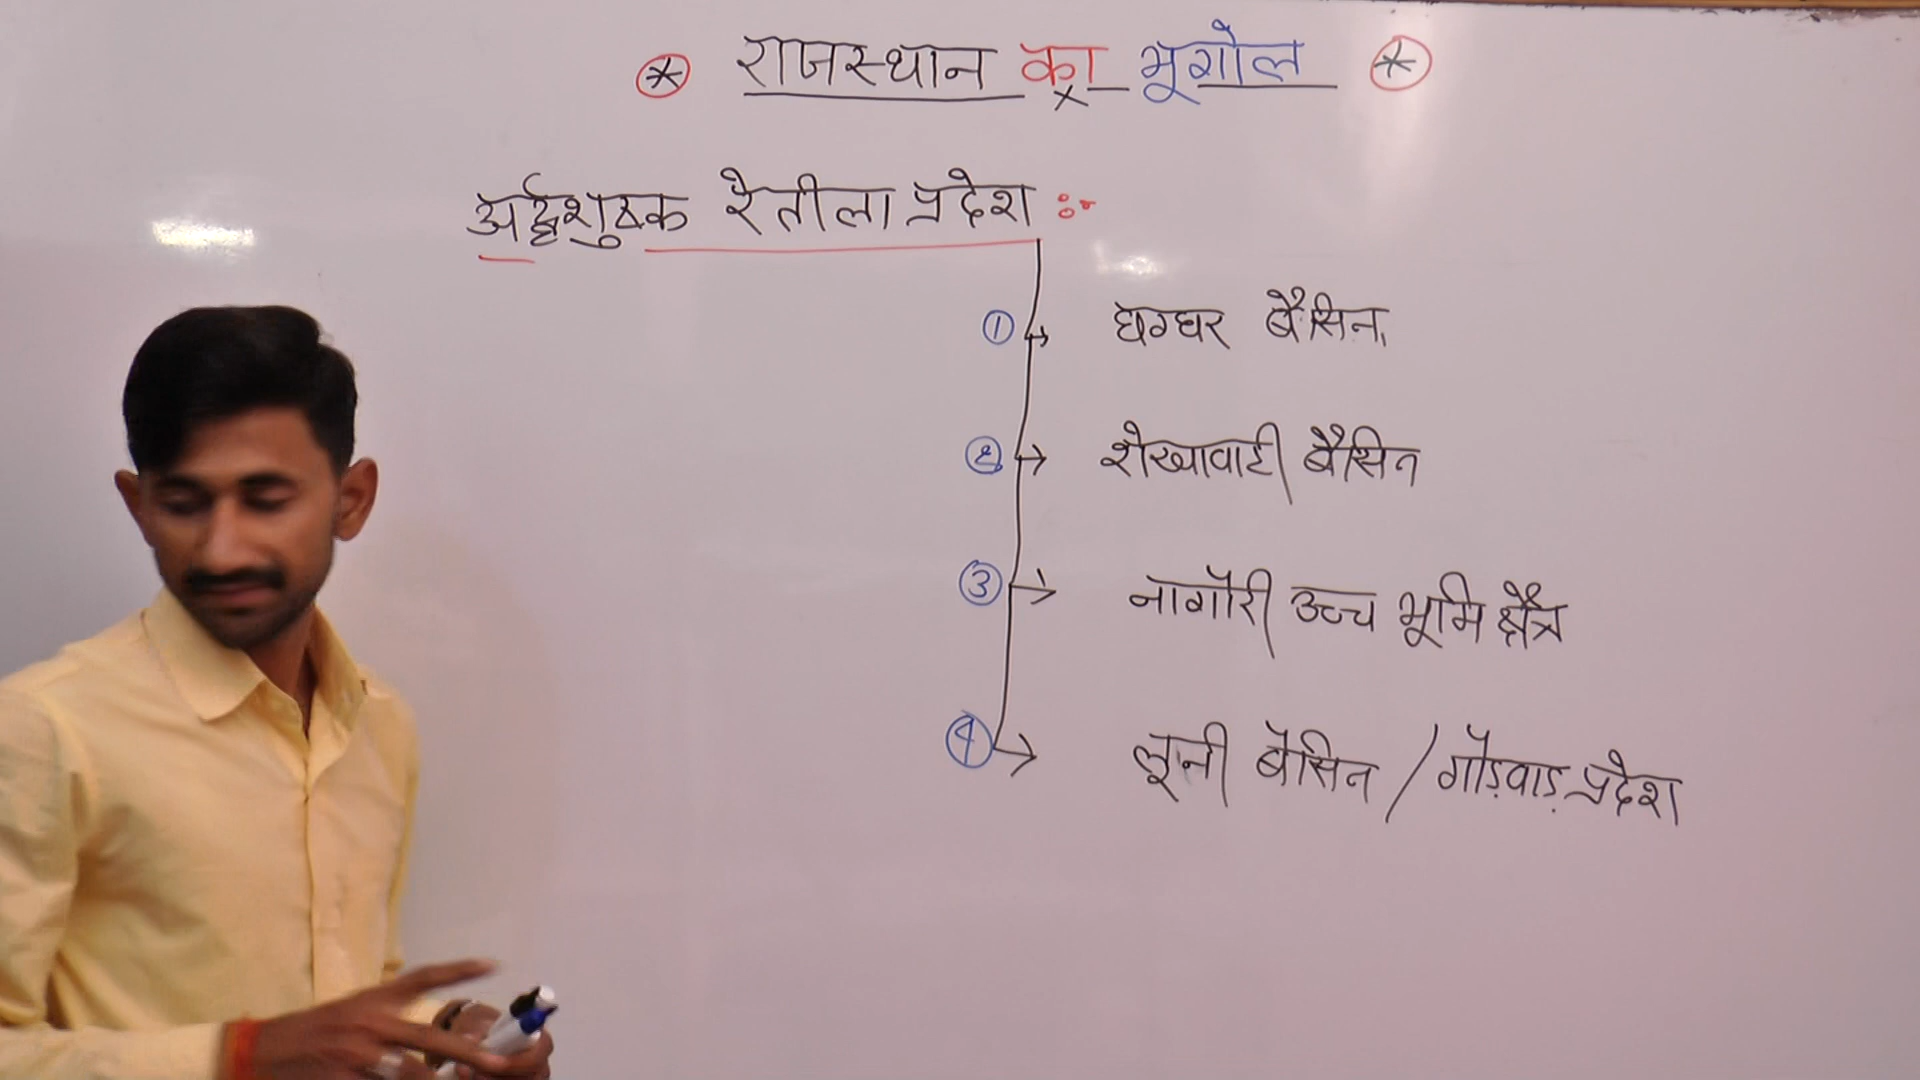 * राजस्थान का भूगोल *
अर्द्धशुष्क रेतीला प्रदेश :-
1 → घग्घर बैसिन
2 → शेखावाटी बैसिन
3 → नागौरी उच्च भूमि क्षैत्र
4 → लूनी बेसिन / गॉड़वाड़ प्रदेश